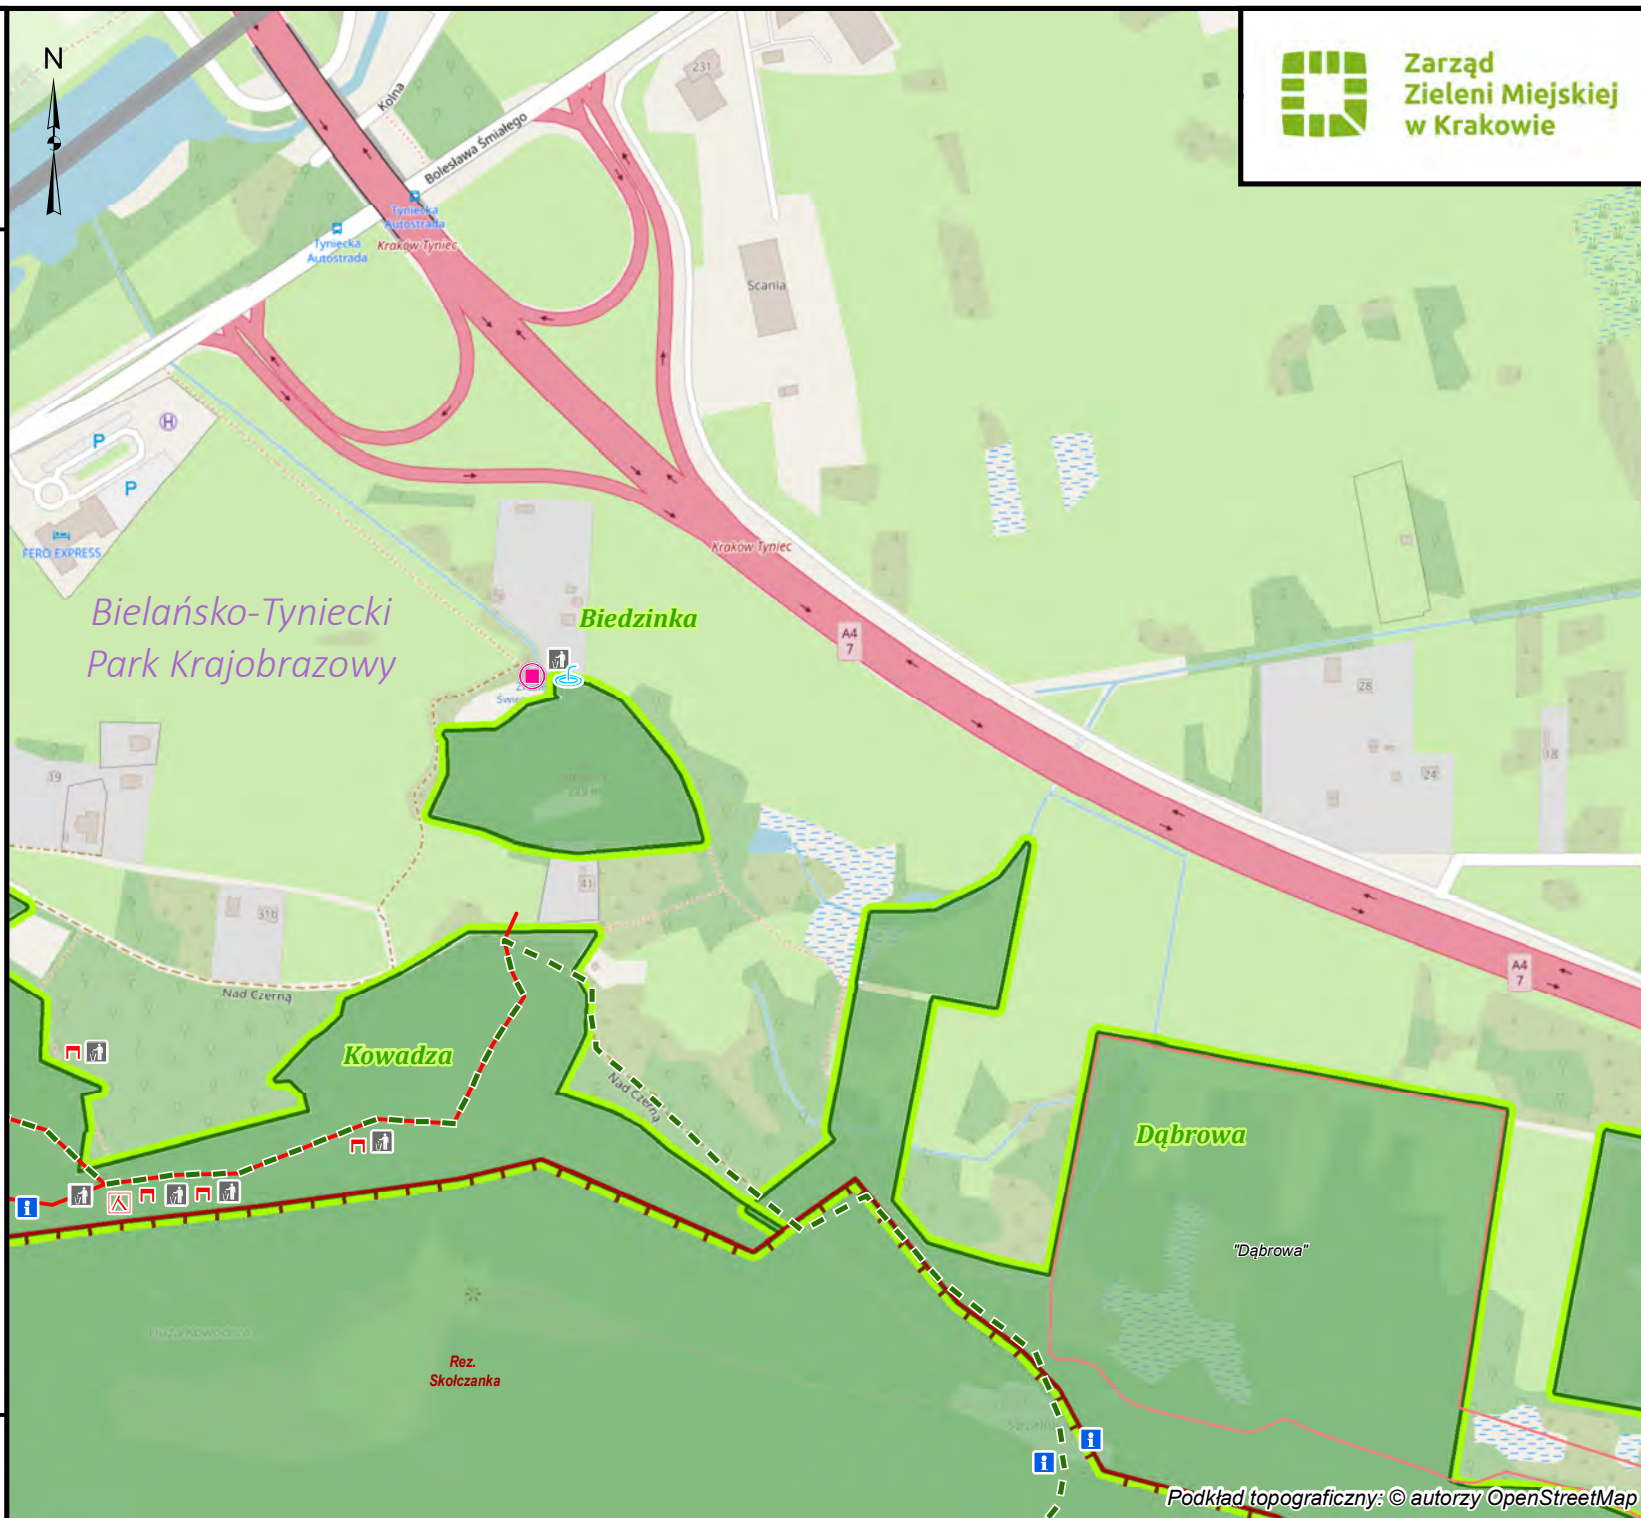 N
Zarząd
Zieleni Miejskiej
w Krakowie
231
Kolna
Bolesława Śmiałego
Tyniecka
Autostrada
Tyniecka
Autostrada
Kraków-Tyniec
Scania
H
P
P
FERO EXPRESS
Kraków-Tyniec
Bielańsko-Tyniecki
Park Krajobrazowy
Biedzinka
A4
7
28
24
18
19
41
31b
Nad Czerną
A4
7
Kowadza
Nad Czerną
Dąbrowa
"Dąbrowa"
i
Rez.
Skołczanka
i
i
Podkład topograficzny: © autorzy OpenStreetMap